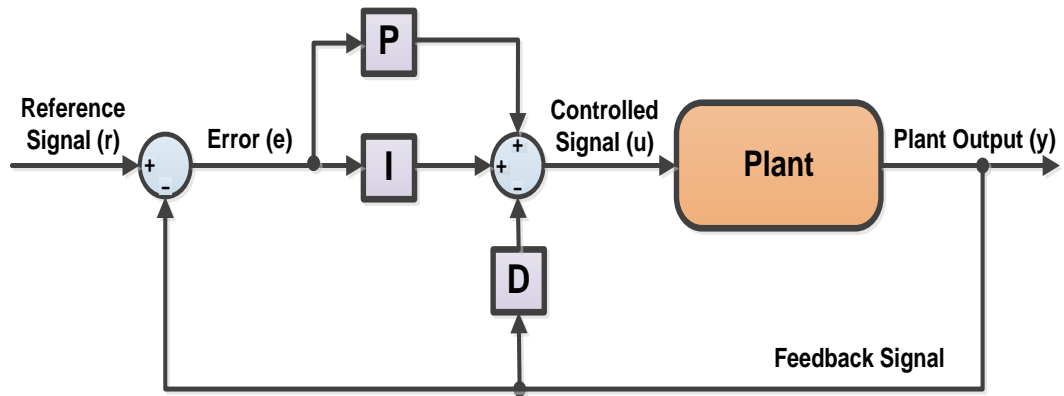 P
Reference
Signal (r)
Error (e)
Controlled
Signal (u)
Plant Output (y)
+
-
I
+
+
-
Plant
D
Feedback Signal